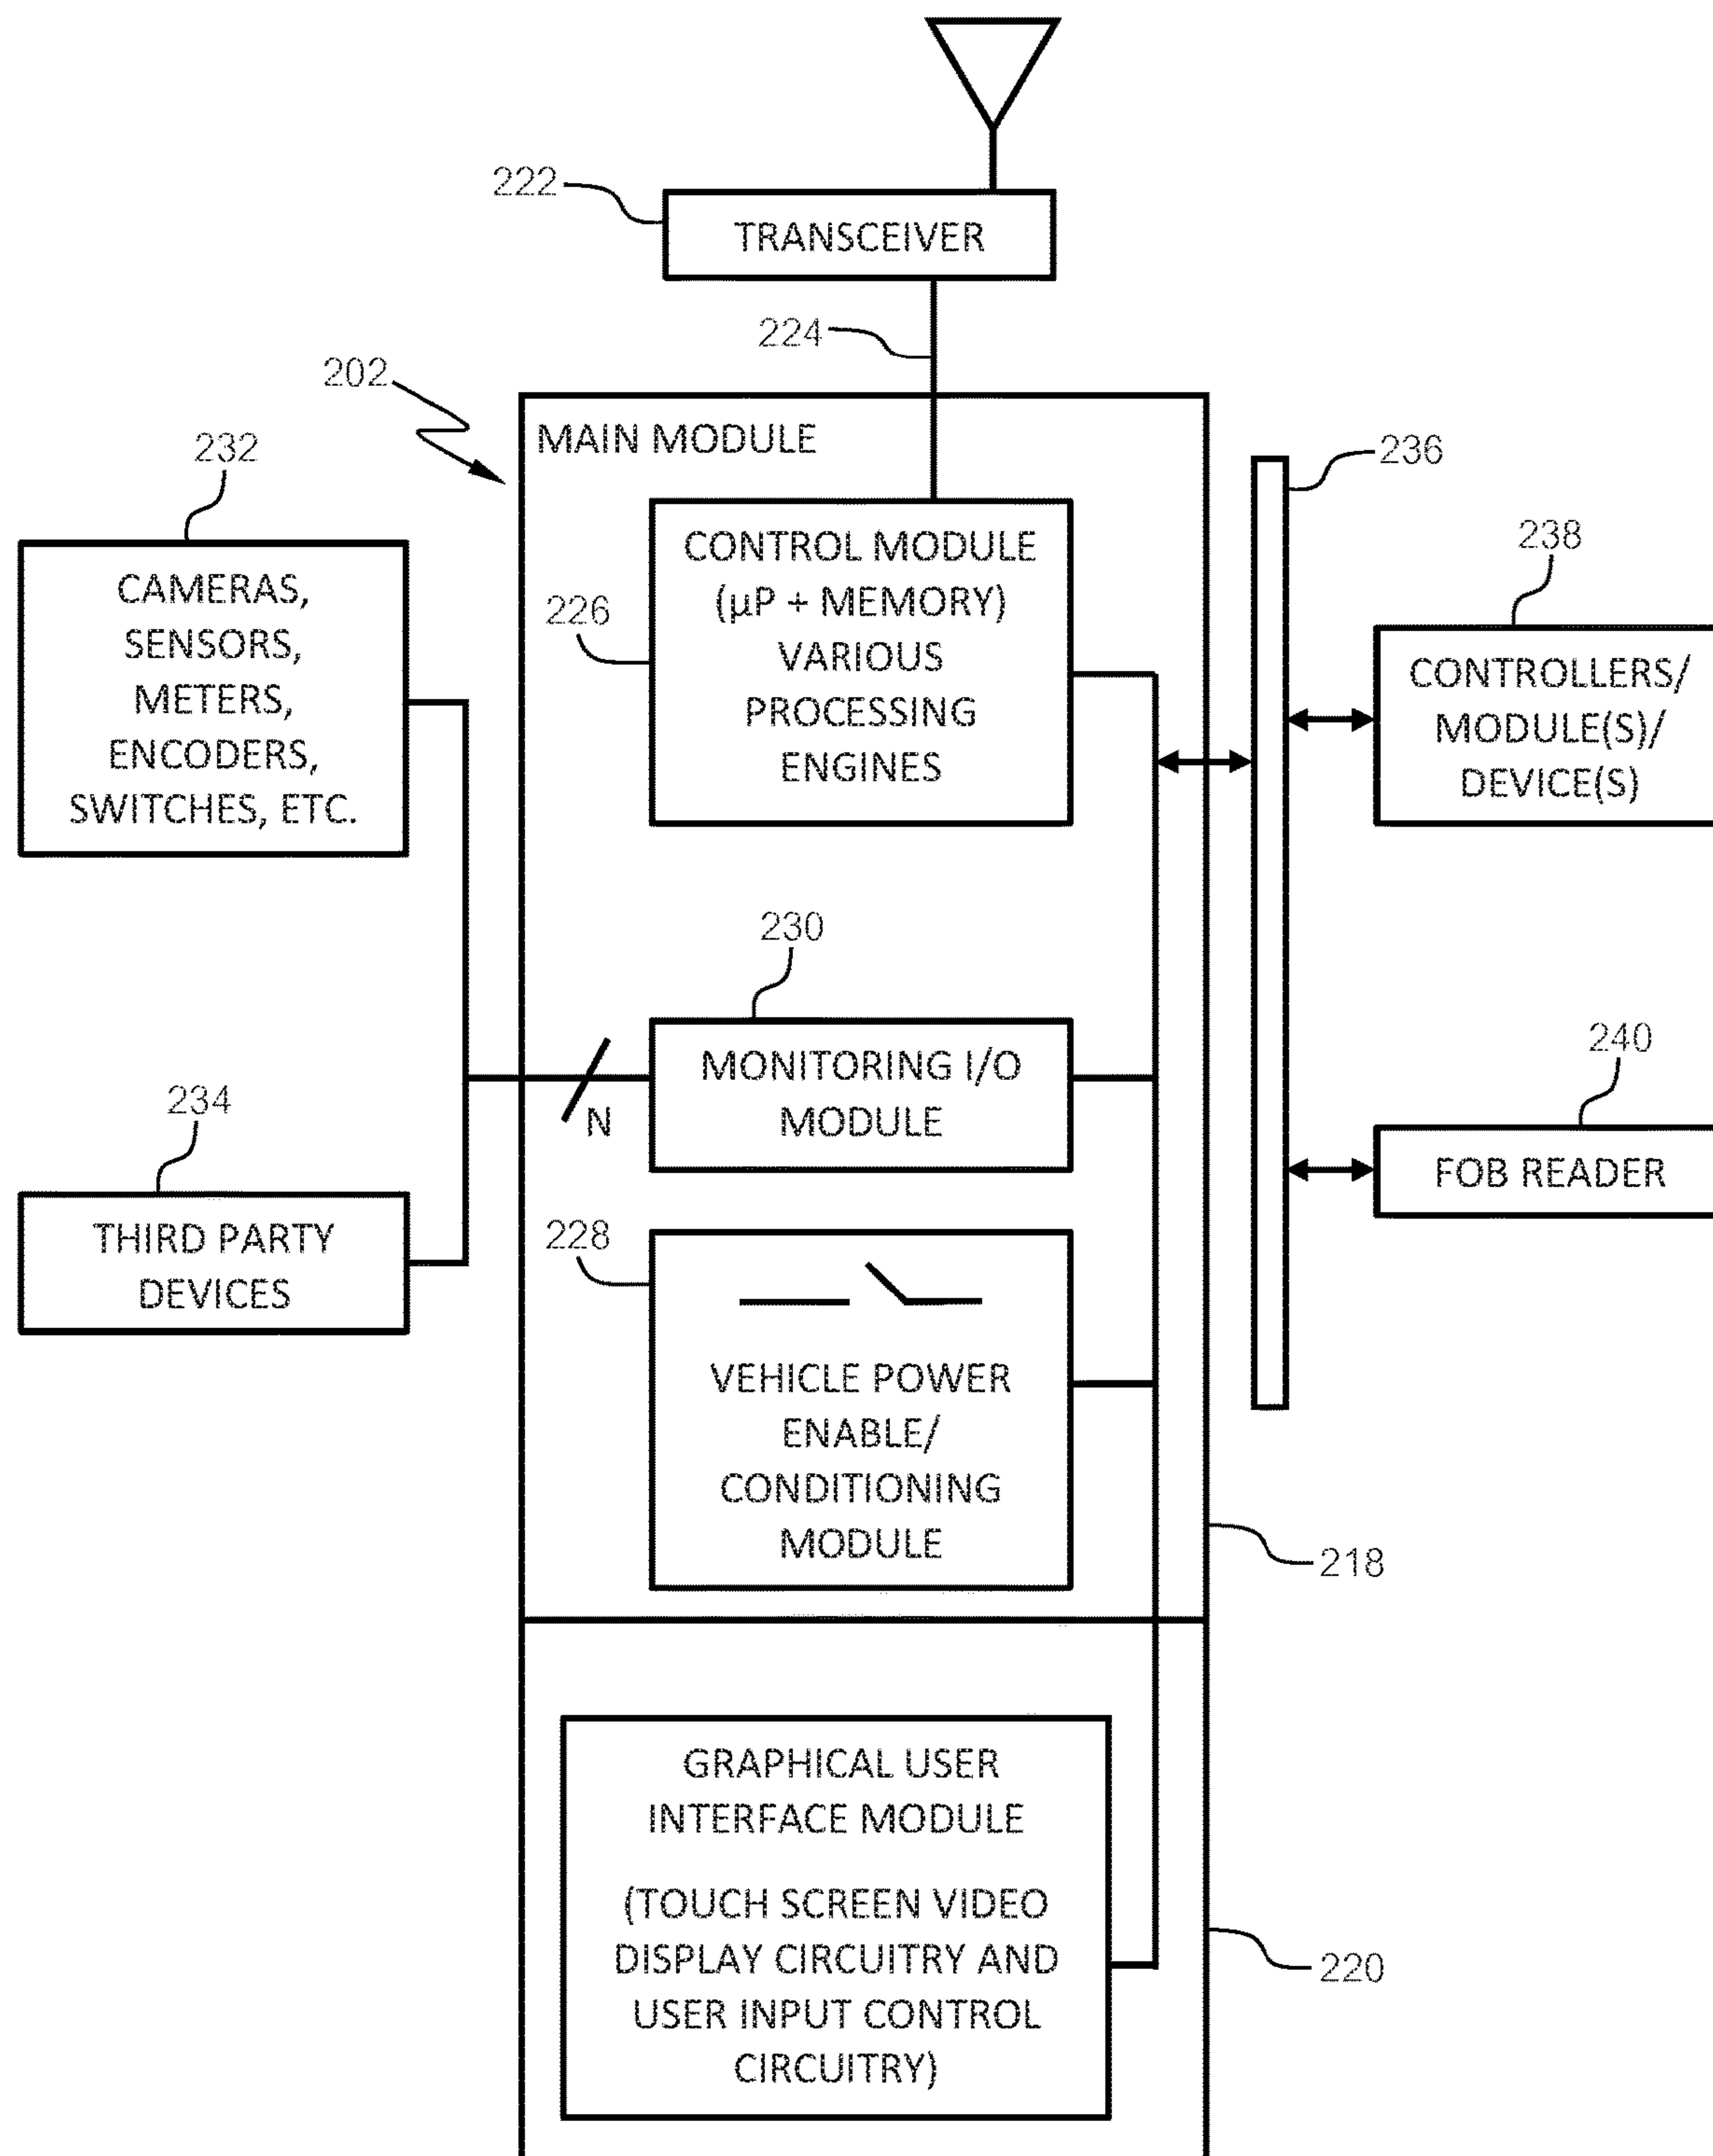 222
TRANSCEIVER
224
202
MAIN MODULE
232
236
CAMERAS,
SENSORS,
METERS,
ENCODERS,
SWITCHES, ETC.
226
CONTROL MODULE
(µP + MEMORY)
VARIOUS
PROCESSING
ENGINES
238
CONTROLLERS/
MODULE(S)/
DEVICE(S)
230
MONITORING I/O
MODULE
N
240
FOB READER
234
THIRD PARTY
DEVICES
228
VEHICLE POWER
ENABLE/
CONDITIONING
MODULE
218
GRAPHICAL USER
INTERFACE MODULE
(TOUCH SCREEN VIDEO
DISPLAY CIRCUITRY AND
USER INPUT CONTROL
CIRCUITRY)
220